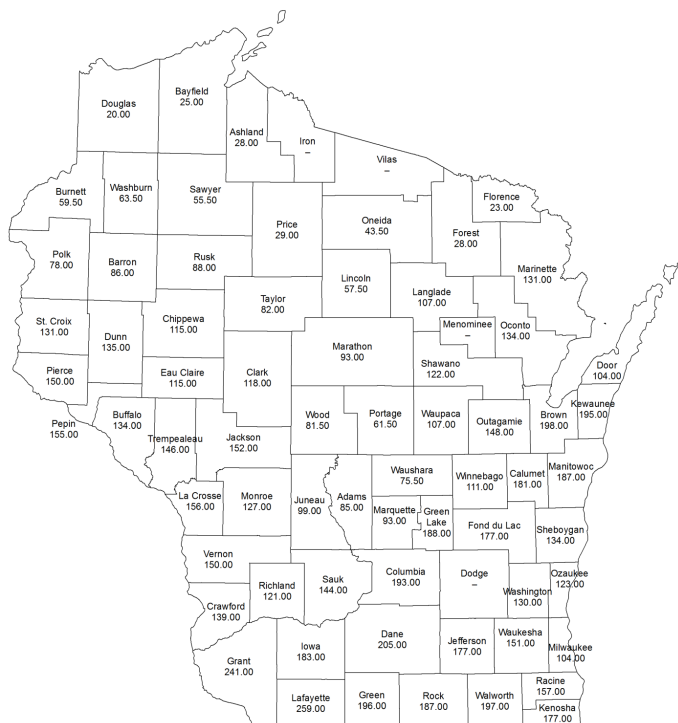 Douglas
20.00
Bayfield
25.00
Ashland
28.00
Iron
–
Vilas
–
Florence
23.00
Burnett
59.50
Washburn
63.50
Sawyer
55.50
Price
29.00
Oneida
43.50
Forest
28.00
Marinette
131.00
Polk
78.00
Barron
86.00
Rusk
88.00
Lincoln
57.50
Langlade
107.00
Taylor
82.00
Chippewa
115.00
St. Croix
131.00
Dunn
135.00
Marathon
93.00
Menominee
–
Oconto
134.00
Pierce
150.00
Eau Claire
115.00
Clark
118.00
Shawano
122.00
Door
104.00
Pepin
155.00
Buffalo
134.00
Trempealeau
146.00
Jackson
152.00
Wood
81.50
Portage
61.50
Waupaca
107.00
Outagamie
148.00
Brown
198.00
Kewaunee
195.00
La Crosse
156.00
Monroe
127.00
Juneau
99.00
Adams
85.00
Waushara
75.50
Winnebago
111.00
Calumet
181.00
Manitowoc
187.00
Marquette
93.00
Green
Lake
188.00
Fond du Lac
177.00
Sheboygan
134.00
Vernon
150.00
Richland
121.00
Sauk
144.00
Columbia
193.00
Dodge
–
Washington
130.00
Ozaukee
123.00
Crawford
139.00
Grant
241.00
Iowa
183.00
Dane
205.00
Jefferson
177.00
Waukesha
151.00
Milwaukee
104.00
Lafayette
259.00
Green
196.00
Rock
187.00
Walworth
197.00
Racine
157.00
Kenosha
177.00